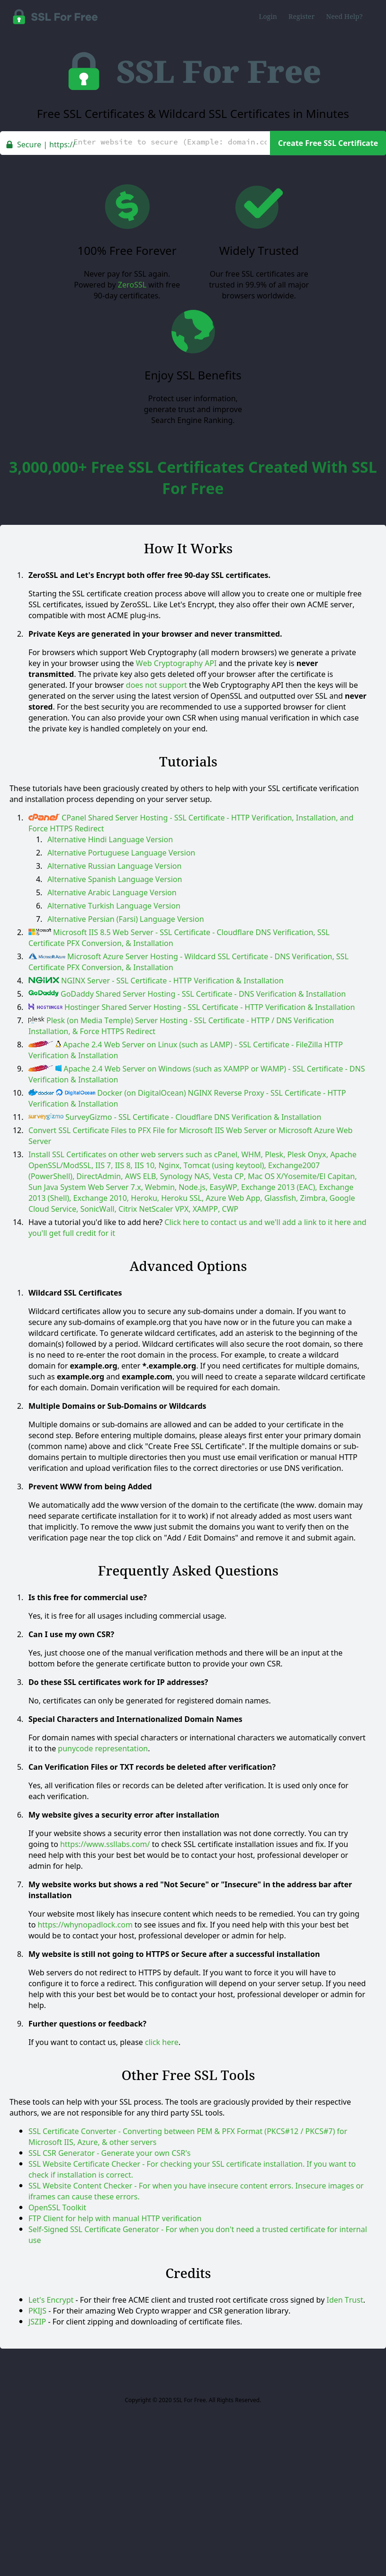 SSL For Free
Login Register Need Help?
SSL For Free
Free SSL Certificates & Wildcard SSL Certificates in Minutes
Secure | https://
Enter website to secure (Example: domain.co
Create Free SSL Certificate
100% Free Forever
Never pay for SSL again.
Powered by ZeroSSL with free
90-day certificates.
Widely Trusted
Our free SSL certificates are
trusted in 99.9% of all major
browsers worldwide.
Enjoy SSL Benefits
Protect user information,
generate trust and improve
Search Engine Ranking.
3,000,000+ Free SSL Certificates Created With SSL
For Free
How It Works
1. ZeroSSL and Let's Encrypt both offer free 90-day SSL certificates.
Starting the SSL certificate creation process above will allow you to create one or multiple free
SSL certificates, issued by ZeroSSL. Like Let's Encrypt, they also offer their own ACME server,
compatible with most ACME plug-ins.
2. Private Keys are generated in your browser and never transmitted.
For browsers which support Web Cryptography (all modern browsers) we generate a private
key in your browser using the Web Cryptography API and the private key is never
transmitted. The private key also gets deleted off your browser after the certificate is
generated. If your browser does not support the Web Cryptography API then the keys will be
generated on the server using the latest version of OpenSSL and outputted over SSL and never
stored. For the best security you are recommended to use a supported browser for client
generation. You can also provide your own CSR when using manual verification in which case
the private key is handled completely on your end.
Tutorials
These tutorials have been graciously created by others to help with your SSL certificate verification
and installation process depending on your server setup.
1. cPanel CPanel Shared Server Hosting - SSL Certificate - HTTP Verification, Installation, and
Force HTTPS Redirect
1. Alternative Hindi Language Version
2. Alternative Portuguese Language Version
3. Alternative Russian Language Version
4. Alternative Spanish Language Version
5. Alternative Arabic Language Version
6. Alternative Turkish Language Version
7. Alternative Persian (Farsi) Language Version
2. Microsoft IIS 8.5 Web Server - SSL Certificate - Cloudflare DNS Verification, SSL
Certificate PFX Conversion, & Installation
3. Microsoft Azure Microsoft Azure Server Hosting - Wildcard SSL Certificate - DNS Verification, SSL
Certificate PFX Conversion, & Installation
4. NGINX NGINX Server - SSL Certificate - HTTP Verification & Installation
5. GoDaddy GoDaddy Shared Server Hosting - SSL Certificate - DNS Verification & Installation
6. HOSTINGER Hostinger Shared Server Hosting - SSL Certificate - HTTP Verification & Installation
7. plesk Plesk (on Media Temple) Server Hosting - SSL Certificate - HTTP / DNS Verification
Installation, & Force HTTPS Redirect
8. Apache 2.4 Web Server on Linux (such as LAMP) - SSL Certificate - FileZilla HTTP
Verification & Installation
9. Apache 2.4 Web Server on Windows (such as XAMPP or WAMP) - SSL Certificate - DNS
Verification & Installation
10. docker DigitalOcean Docker (on DigitalOcean) NGINX Reverse Proxy - SSL Certificate - HTTP
Verification & Installation
11. surveygizmo SurveyGizmo - SSL Certificate - Cloudflare DNS Verification & Installation
12. Convert SSL Certificate Files to PFX File for Microsoft IIS Web Server or Microsoft Azure Web
Server
13. Install SSL Certificates on other web servers such as cPanel, WHM, Plesk, Plesk Onyx, Apache
OpenSSL/ModSSL, IIS 7, IIS 8, IIS 10, Nginx, Tomcat (using keytool), Exchange2007
(PowerShell), DirectAdmin, AWS ELB, Synology NAS, Vesta CP, Mac OS X/Yosemite/El Capitan,
Sun Java System Web Server 7.x, Webmin, Node.js, EasyWP, Exchange 2013 (EAC), Exchange
2013 (Shell), Exchange 2010, Heroku, Heroku SSL, Azure Web App, Glassfish, Zimbra, Google
Cloud Service, SonicWall, Citrix NetScaler VPX, XAMPP, CWP
14. Have a tutorial you'd like to add here? Click here to contact us and we'll add a link to it here and
you'll get full credit for it
Advanced Options
1. Wildcard SSL Certificates
Wildcard certificates allow you to secure any sub-domains under a domain. If you want to
secure any sub-domains of example.org that you have now or in the future you can make a
wildcard certificate. To generate wildcard certificates, add an asterisk to the beginning of the
domain(s) followed by a period. Wildcard certificates will also secure the root domain, so there
is no need to re-enter the root domain in the process. For example, to create a wildcard
domain for example.org, enter *.example.org. If you need certificates for multiple domains,
such as example.org and example.com, you will need to create a separate wildcard certificate
for each domain. Domain verification will be required for each domain.
2. Multiple Domains or Sub-Domains or Wildcards
Multiple domains or sub-domains are allowed and can be added to your certificate in the
second step. Before entering multiple domains, please always first enter your primary domain
(common name) above and click "Create Free SSL Certificate". If the multiple domains or sub-
domains pertain to multiple directories then you must use email verification or manual HTTP
verification and upload verification files to the correct directories or use DNS verification.
3. Prevent WWW from being Added
We automatically add the www version of the domain to the certificate (the www. domain may
need separate certificate installation for it to work) if not already added as most users want
that implicitly. To remove the www just submit the domains you want to verify then on the
verification page near the top click on "Add / Edit Domains" and remove it and submit again.
Frequently Asked Questions
1. Is this free for commercial use?
Yes, it is free for all usages including commercial usage.
2. Can I use my own CSR?
Yes, just choose one of the manual verification methods and there will be an input at the
bottom before the generate certificate button to provide your own CSR.
3. Do these SSL certificates work for IP addresses?
No, certificates can only be generated for registered domain names.
4. Special Characters and Internationalized Domain Names
For domain names with special characters or international characters we automatically convert
it to the punycode representation.
5. Can Verification Files or TXT records be deleted after verification?
Yes, all verification files or records can be deleted after verification. It is used only once for
each verification.
6. My website gives a security error after installation
If your website shows a security error then installation was not done correctly. You can try
going to https://www.ssllabs.com/ to check SSL certificate installation issues and fix. If you
need help with this your best bet would be to contact your host, professional developer or
admin for help.
7. My website works but shows a red "Not Secure" or "Insecure" in the address bar after
installation
Your website most likely has insecure content which needs to be remedied. You can try going
to https://whynopadlock.com to see issues and fix. If you need help with this your best bet
would be to contact your host, professional developer or admin for help.
8. My website is still not going to HTTPS or Secure after a successful installation
Web servers do not redirect to HTTPS by default. If you want to force it you will have to
configure it to force a redirect. This configuration will depend on your server setup. If you need
help with this your best bet would be to contact your host, professional developer or admin for
help.
9. Further questions or feedback?
If you want to contact us, please click here.
Other Free SSL Tools
These tools can help with your SSL process. The tools are graciously provided by their respective
authors, we are not responsible for any third party SSL tools.
SSL Certificate Converter - Converting between PEM & PFX Format (PKCS#12 / PKCS#7) for
Microsoft IIS, Azure, & other servers
SSL CSR Generator - Generate your own CSR's
SSL Website Certificate Checker - For checking your SSL certificate installation. If you want to
check if installation is correct.
SSL Website Content Checker - For when you have insecure content errors. Insecure images or
iframes can cause these errors.
OpenSSL Toolkit
FTP Client for help with manual HTTP verification
Self-Signed SSL Certificate Generator - For when you don't need a trusted certificate for internal
use
Credits
Let's Encrypt - For their free ACME client and trusted root certificate cross signed by Iden Trust.
PKIJS - For their amazing Web Crypto wrapper and CSR generation library.
JSZIP - For client zipping and downloading of certificate files.
Copyright © 2020 SSL For Free. All Rights Reserved.